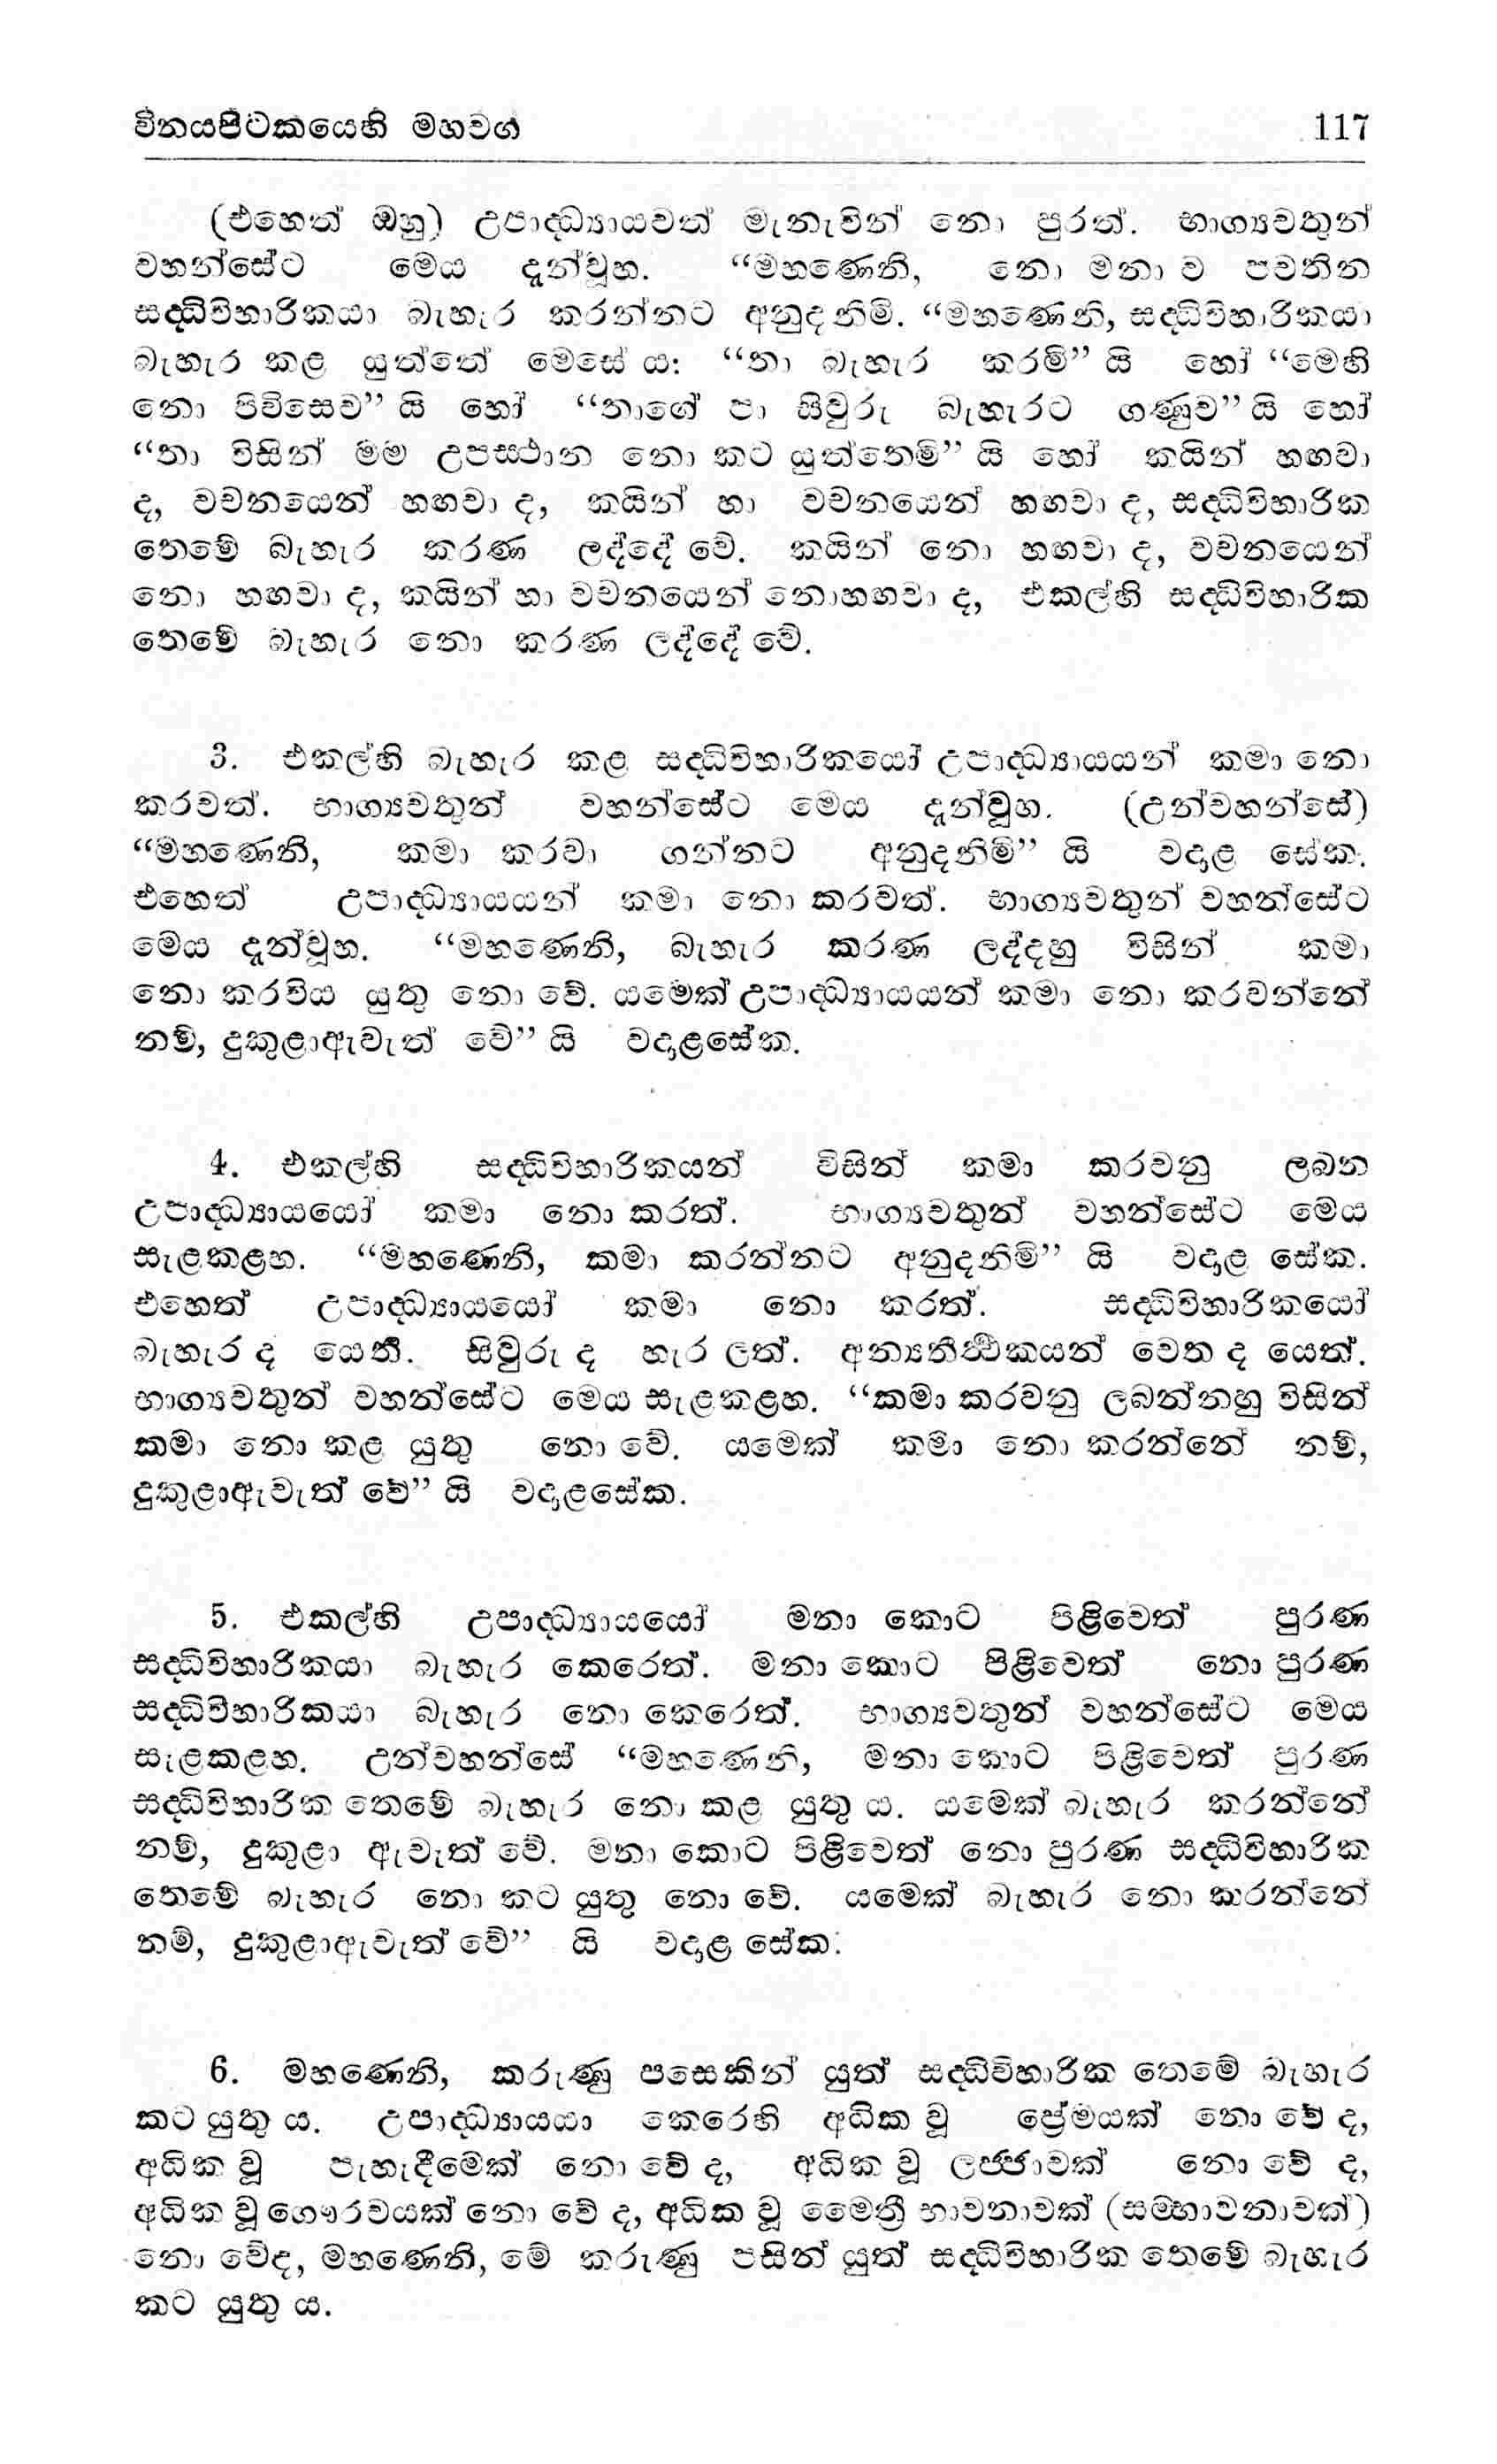 විනයපිටකයෙහි මහවග 117
(එහෙත් ඔහු) උපාද්ධ්‍යායවත් මැනැවින් නො පුරත්. භාග්‍යවතුන්
වහන්සේට මෙය දැන්වූහ. “මහණෙනි, නො මනා ව පවතින
සද්ධිවිහාරිකයා බැහැර කරන්නට අනුදනිමි. “මහණෙනි, සද්ධිවිහාරිකයා
බැහැර කළ යුත්තේ මෙසේ ය: “තා බැහැර කරමි” යි හෝ “මෙහි
නො පිවිසෙව” යි හෝ “තාගේ පා සිවුරු බැහැරට ගණුව” යි හෝ
“තා විසින් මම උපස්ථාන නො කට යුත්තෙමි” යි හෝ කයින් හඟවා
ද, වචනයෙන් හඟවා ද, කයින් හා වචනයෙන් හඟවා ද, සද්ධිවිහාරික
තෙමේ බැහැර කරණ ලද්දේ වේ. කයින් නො හඟවා ද, වචනයෙන්
නො හඟවා ද, කයින් හා වචනයෙන් නොහඟවා ද, එකල්හි සද්ධිවිහාරික
තෙමේ බැහැර නො කරණ ලද්දේ වේ.
3. එකල්හි බැහැර කළ සද්ධිවිහාරිකයෝ උපාද්ධ්‍යායයන් කමා නො
කරවත්. භාග්‍යවතුන් වහන්සේට මෙය දැන්වූහ. (උන්වහන්සේ)
“මහණෙනි, කමා කරවා ගන්නට අනුදනිමි” යි වදාළ සේක.
එහෙත් උපාද්ධ්‍යායයන් කමා නො කරවත්. භාග්‍යවතුන් වහන්සේට
මෙය දැන්වූහ. “මහණෙනි, බැහැර කරණ ලද්දහු විසින් කමා
නො කරවිය යුතු නො වේ. යමෙක් උපාද්ධ්‍යායයන් කමා නො කරවන්නේ
නම්, දුකුළාඇවැත් වේ” යි වදාළසේක.
4. එකල්හි සද්ධිවිහාරිකයන් විසින් කමා කරවනු ලබන
උපාද්ධ්‍යායයෝ කමා නො කරත්. භාග්‍යවතුන් වහන්සේට මෙය
සැළකළහ. “මහණෙනි, කමා කරන්නට අනුදනිමි” යි වදාළ සේක.
එහෙත් උපාද්ධ්‍යායයෝ කමා නො කරත්. සද්ධිවිහාරිකයෝ
බැහැර ද යෙති. සිවුරු ද හැර ලත්. අන්‍යතීර්‍ථකයන් වෙත ද යෙත්.
භාග්‍යවතුන් වහන්සේට මෙය සැළකළහ. “කමා කරවනු ලබන්නහු විසින්
කමා නො කළ යුතු නො වේ. යමෙක් කමා නො කරන්නේ නම්,
දුකුළාඇවැත් වේ” යි වදාළසේක.
5. එකල්හි උපාද්ධ්‍යායයෝ මනා කොට පිළිවෙත් පුරණ
සද්ධිවිහාරිකයා බැහැර කෙරෙත්. මනා කොට පිළිවෙත් නො පුරණ
සද්ධිවිහාරිකයා බැහැර නො කෙරෙත්. භාග්‍යවතුන් වහන්සේට මෙය
සැළකළහ. උන්වහන්සේ “මහණෙනි, මනා කොට පිළිවෙත් පුරණ
සද්ධිවිහාරික තෙමේ බැහැර නො කළ යුතු ය. යමෙක් බැහැර කරන්නේ
නම්, දුකුළා ඇවැත් වේ. මනා කොට පිළිවෙත් නො පුරණ සද්ධිවිහාරික
තෙමේ බැහැර නො කට යුතු නො වේ. යමෙක් බැහැර නො කරන්නේ
නම්, දුකුළාඇවැත් වේ” යි වදාළ සේක.
6. මහණෙනි, කරුණු පසෙකින් යුත් සද්ධිවිහාරික තෙමේ බැහැර
කට යුතු ය. උපාද්ධ්‍යායයා කෙරෙහි අධික වූ ප්‍රේමයක් නො වේ ද,
අධික වූ පැහැදීමෙක් නො වේ ද, අධික වූ ලජ්ජාවක් නො වේ ද,
අධික වූ ගෞරවයක් නො වේ ද, අධික වූ මෛත්‍රී භාවනාවක් (සම්භාවනාවක්)
නො වේද, මහණෙනි, මේ කරුණු පසින් යුත් සද්ධිවිහාරික තෙමේ බැහැර
කට යුතු ය.